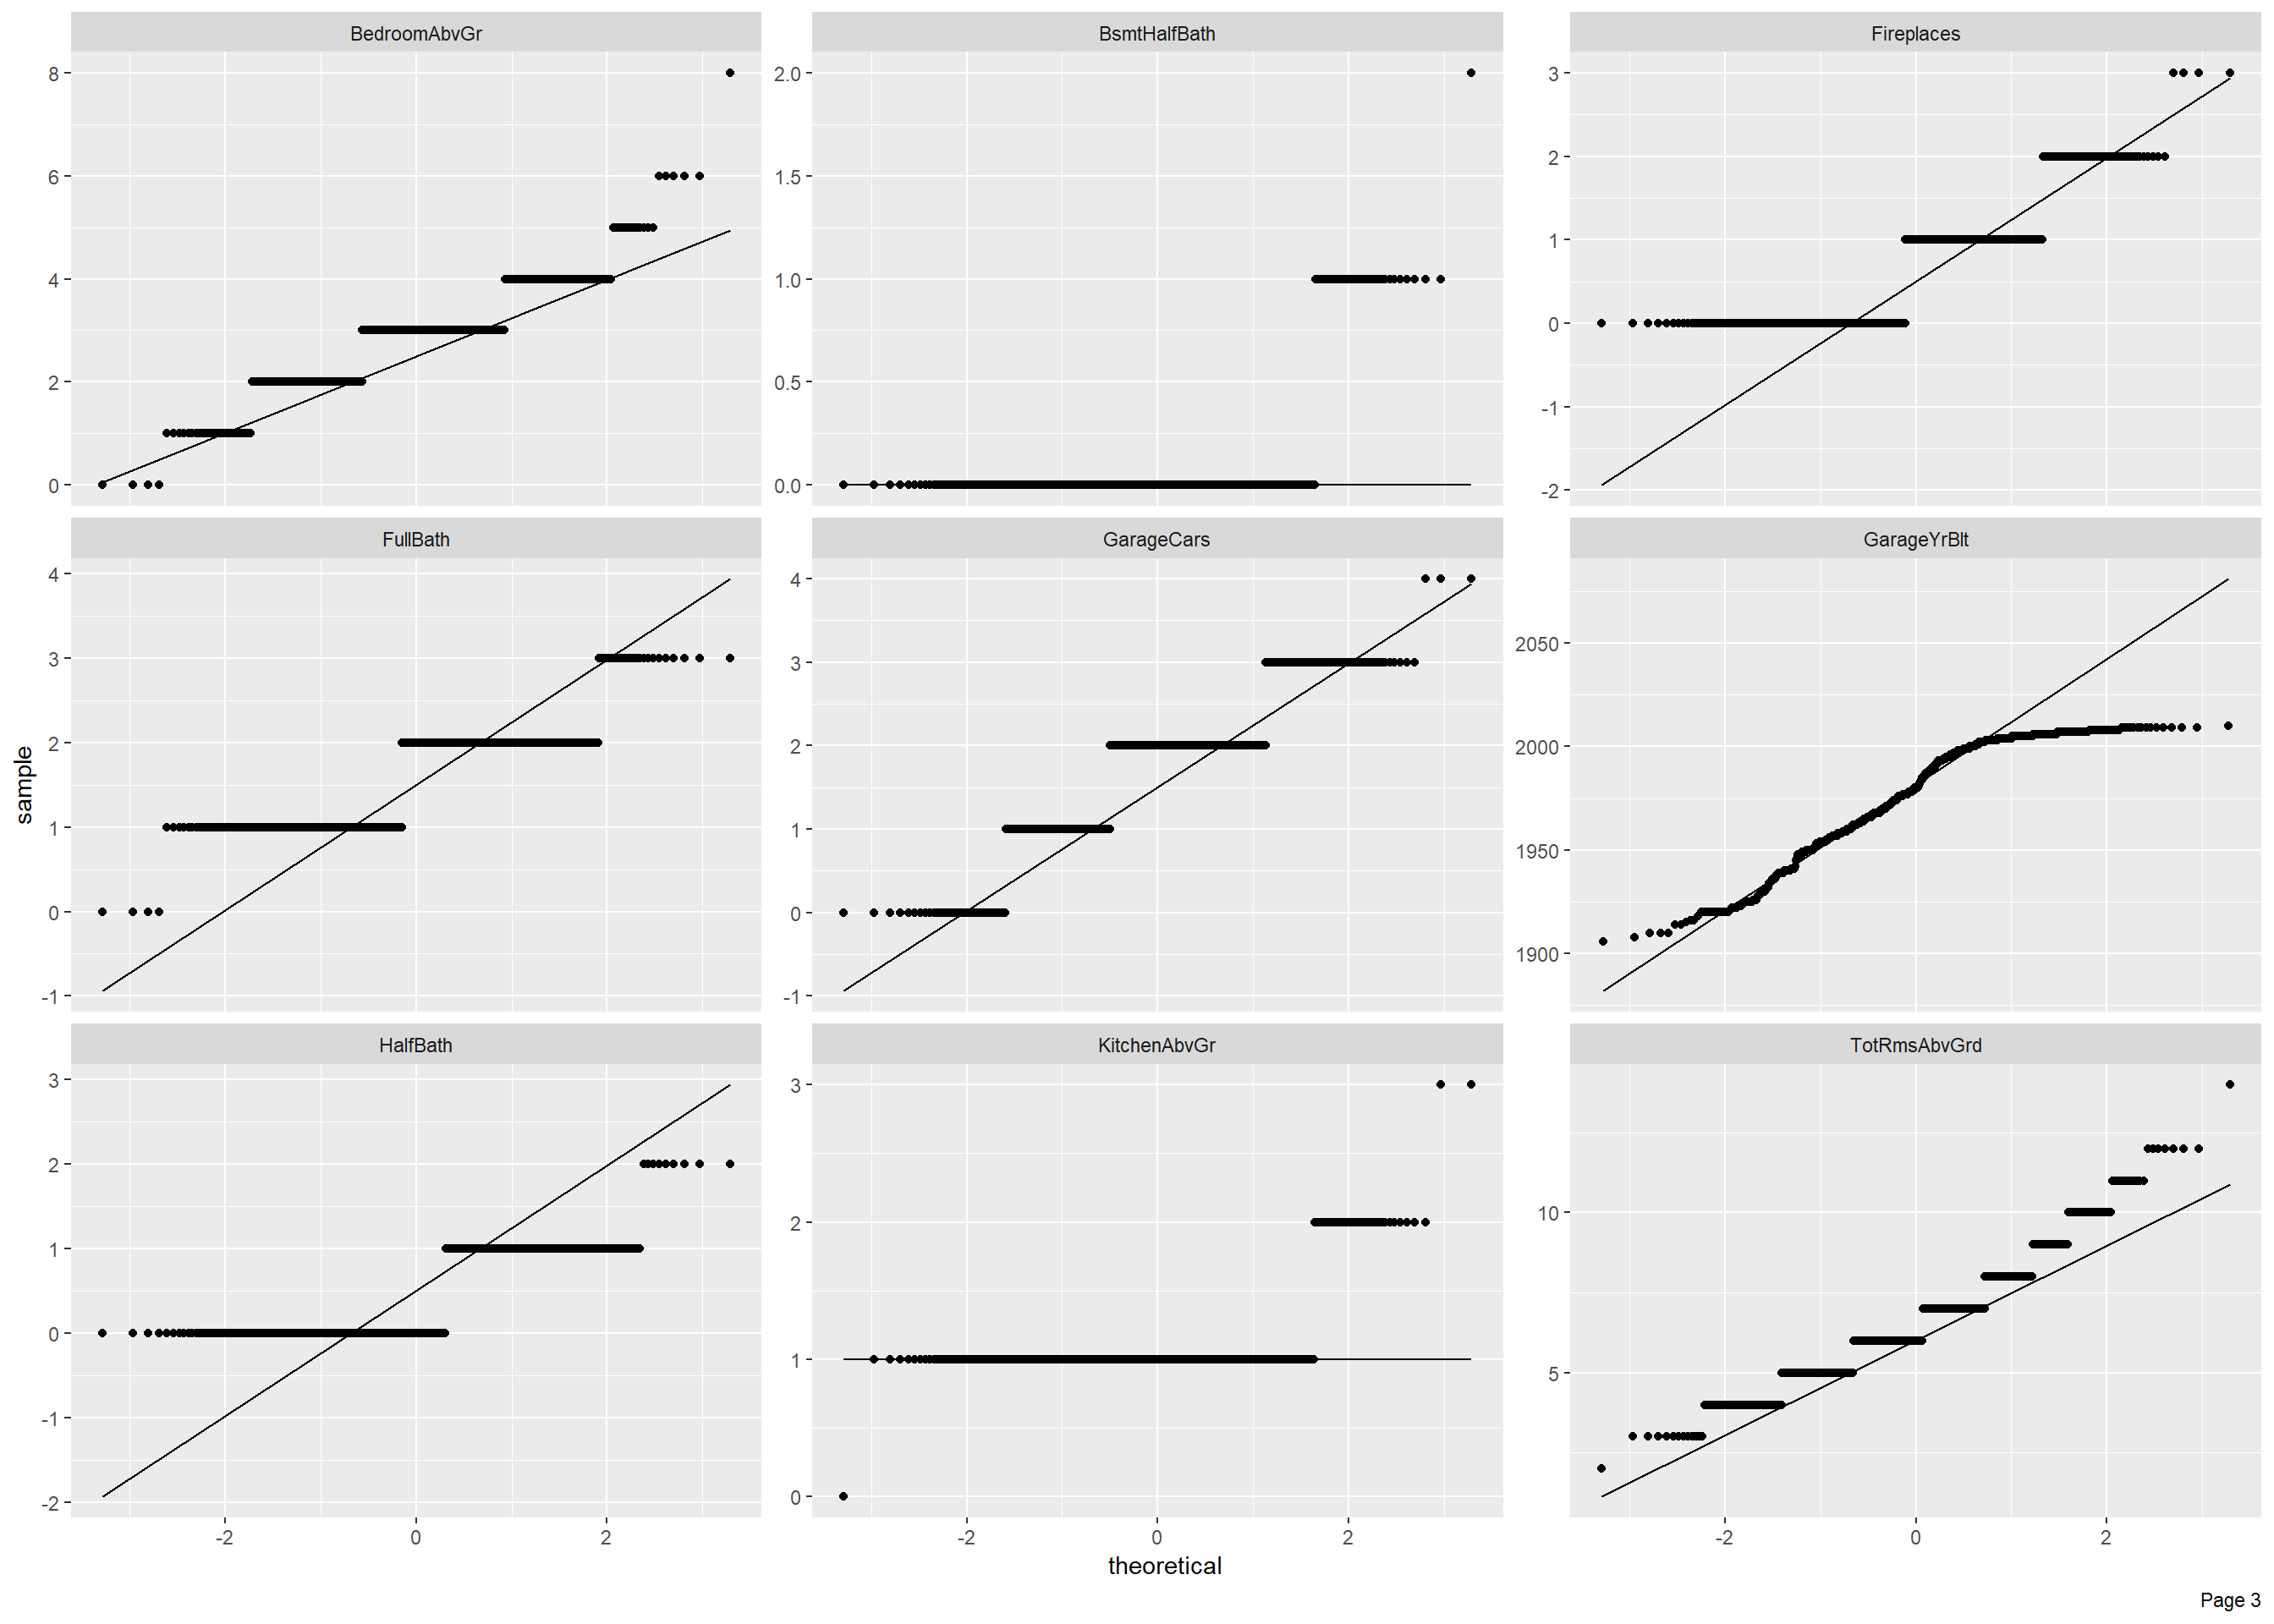 BedroomAbvGr
BsmtHalfBath
Fireplaces
8
6
4
2
0
2.0
1.5
1.0
0.5
0.0
3
2
1
0
-1
-2
FullBath
GarageCars
GarageYrBlt
4
3
2
1
0
-1
4
3
2
1
0
-1
2050
2000
1950
1900
HalfBath
KitchenAbvGr
TotRmsAbvGrd
3
2
1
0
-1
-2
3
2
1
0
10
5
-2 0 2
-2 0 2
-2 0 2
sample
theoretical
Page 3